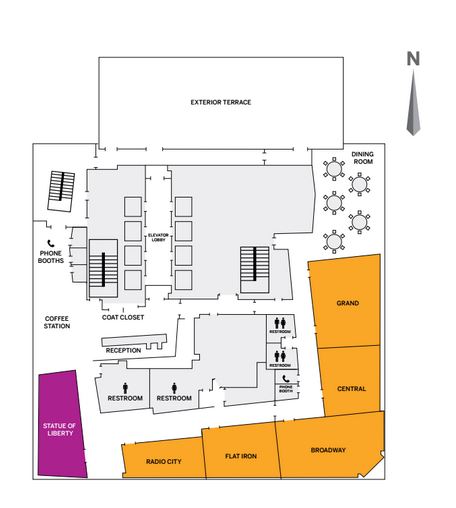 N
EXTERIOR TERRACE
DINING
ROOM
ELEVATOR
LOBBY
PHONE
BOOTHS
GRAND
COFFEE
STATION
COAT CLOSET
RESTROOM
RECEPTION
RESTROOM
PHONE
BOOTH
CENTRAL
RESTROOM
RESTROOM
STATUE OF
LIBERTY
RADIO CITY
FLAT IRON
BROADWAY